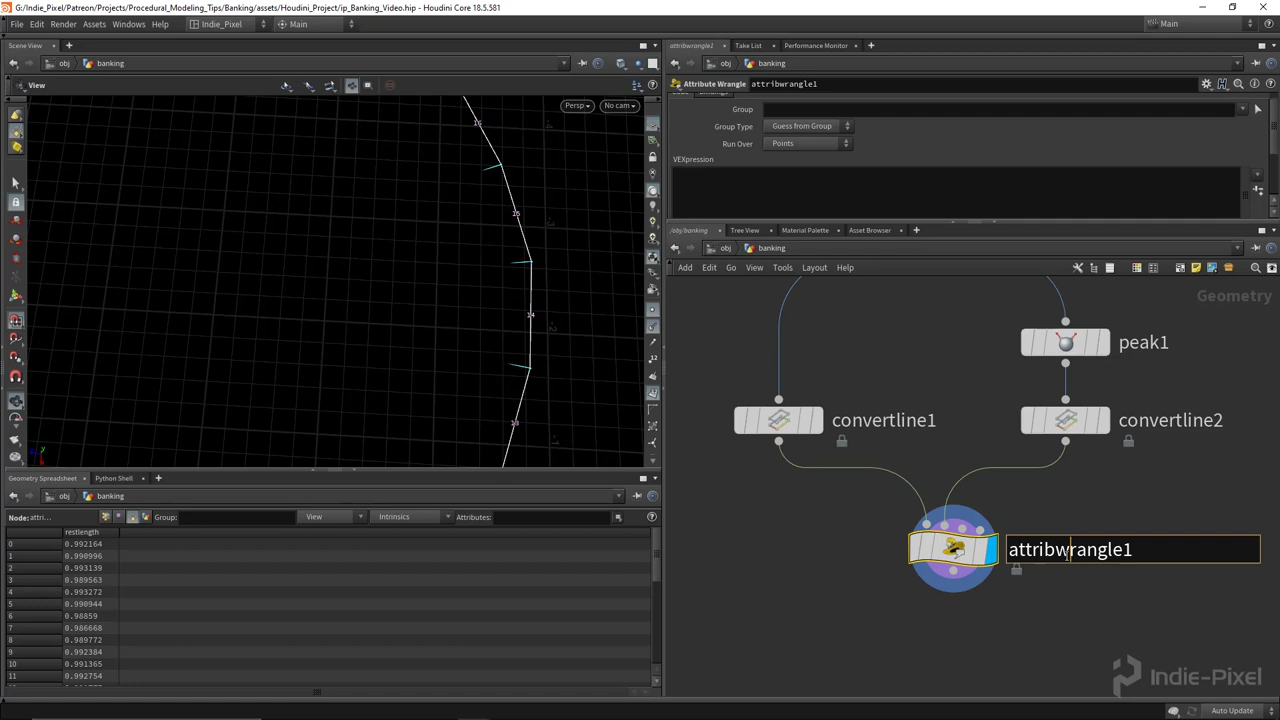 G:/Indie_Pixel/Patreon/Projects/Procedural_Modeling_Tips/Banking/assets/Houdini_Project/ip_Banking_Video.hip - Houdini Core 18.5.581
File Edit Render Assets Windows Help Indie_Pixel Main Main
Scene View
obj banking
View
Persp No cam
16
15
14
13
attribwrangle1 Take List Performance Monitor
obj banking
Attribute Wrangle attribwrangle1
Group
Group Type Guess from Group
Run Over Points
VEXpression
/obj/banking Tree View Material Palette Asset Browser
obj banking
Add Edit Go View Tools Layout Help
Geometry
peak1
convertline1
convertline2
attribwrangle1
Indie-Pixel
Geometry Spreadsheet Python Shell
obj banking
Node: attri... Group: View Intrinsics Attributes:
restlength
0 0.992164
1 0.990996
2 0.993139
3 0.989563
4 0.993272
5 0.990944
6 0.98859
7 0.986668
8 0.989772
9 0.992384
10 0.991365
11 0.992754
Auto Update